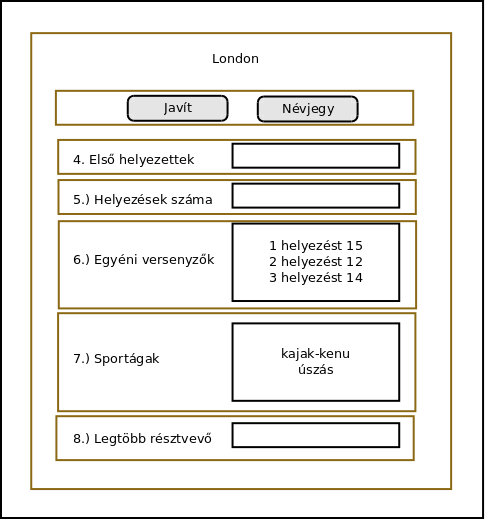 London
Javít
Névjegy
4. Első helyezettek
5.) Helyezések száma
6.) Egyéni versenyzők
1 helyezést 15
2 helyezést 12
3 helyezést 14
7.) Sportágak
kajak-kenu
úszás
8.) Legtöbb résztvevő